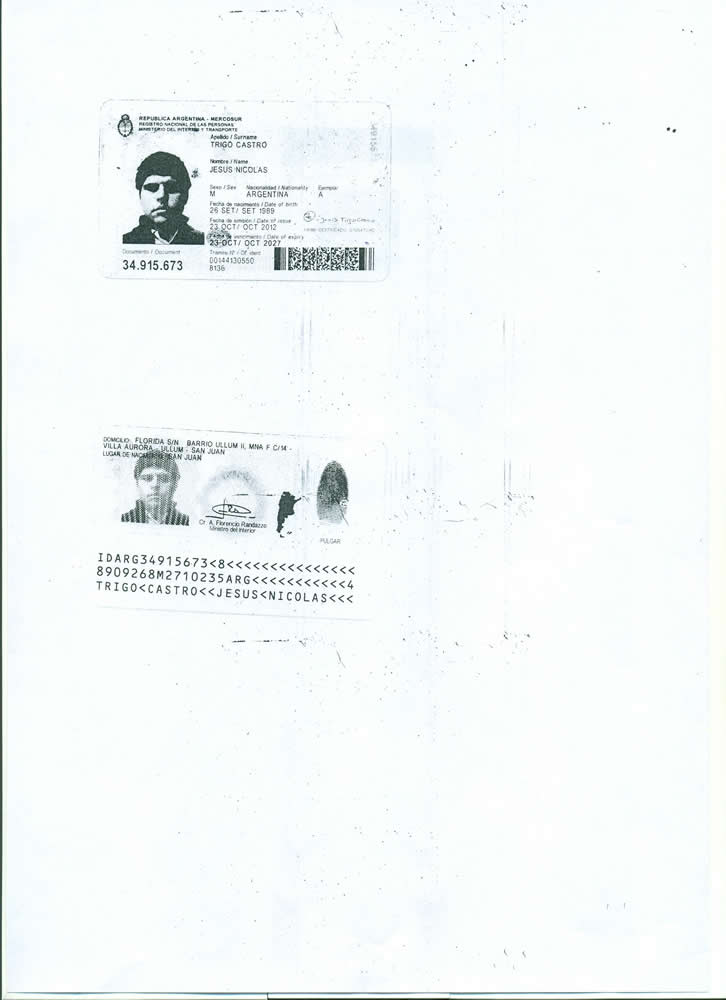 REPUBLICA ARGENTINA - MERCOSUR
REGISTRO NACIONAL DE LAS PERSONAS
MINISTERIO DEL INTERIOR Y TRANSPORTE
Apellido / Surname
TRIGO CASTRO
Nombre / Name
JESUS NICOLAS
Sexo / Sex Nacionalidad / Nationality Ejemplar
M ARGENTINA A
Fecha de nacimiento / Date of birth
26 SET/ SET 1989
Fecha de emisión / Date of issue
23 OCT/ OCT 2012
Fecha de vencimiento / Date of expiry
23 OCT/ OCT 2027
Documento / Document
34.915.673
Trámite Nº / Of. ident
00144130550
8136
DOMICILIO: FLORIDA S/N BARRIO ULLUM II, MNA F C/14 -
VILLA AURORA - ULLUM - SAN JUAN
LUGAR DE NACIMIENTO: SAN JUAN
Cr. A. Florencio Randazzo
Ministro del Interior
PULGAR
IDARG34915673<8<<<<<<<<<<<<<<<
8909268M2710235ARG<<<<<<<<<<<4
TRIGO<CASTRO<<JESUS<NICOLAS<<<